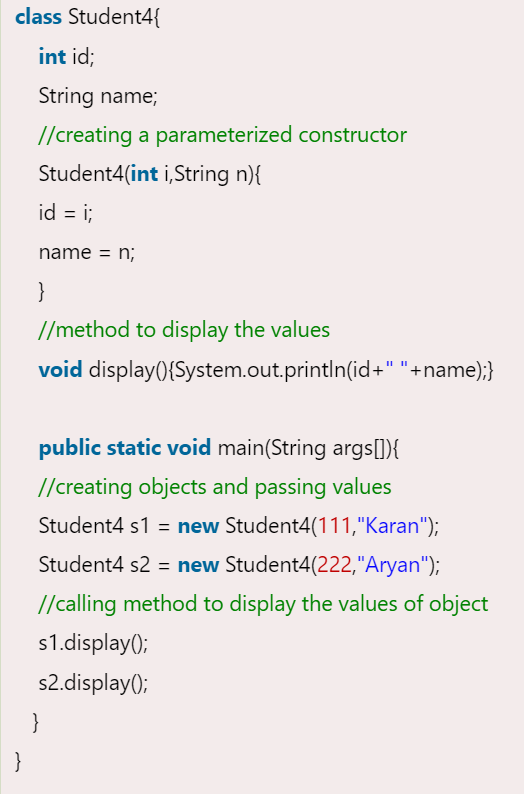 class Student4{
int id;
String name;
//creating a parameterized constructor
Student4(int i,String n){
id = i;
name = n;
}
//method to display the values
void display(){System.out.println(id+" "+name);}
public static void main(String args[]){
//creating objects and passing values
Student4 s1 = new Student4(111,"Karan");
Student4 s2 = new Student4(222,"Aryan");
//calling method to display the values of object
s1.display();
s2.display();
}
}